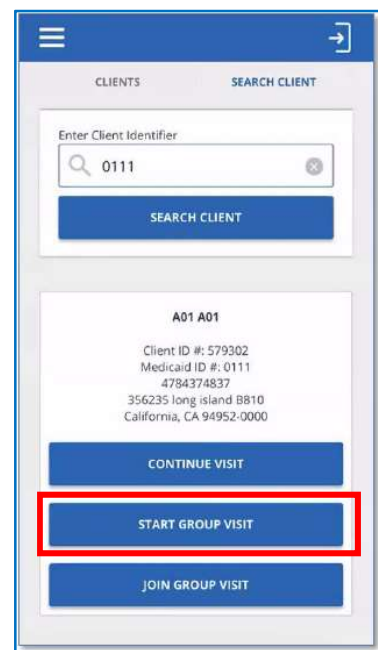 CLIENTS SEARCH CLIENT
Enter Client Identifier
0111
SEARCH CLIENT
A01 A01
Client ID #: 579302
Medicaid ID #: 0111
4784374837
356235 long island B810
California, CA 94952-0000
CONTINUE VISIT
START GROUP VISIT
JOIN GROUP VISIT